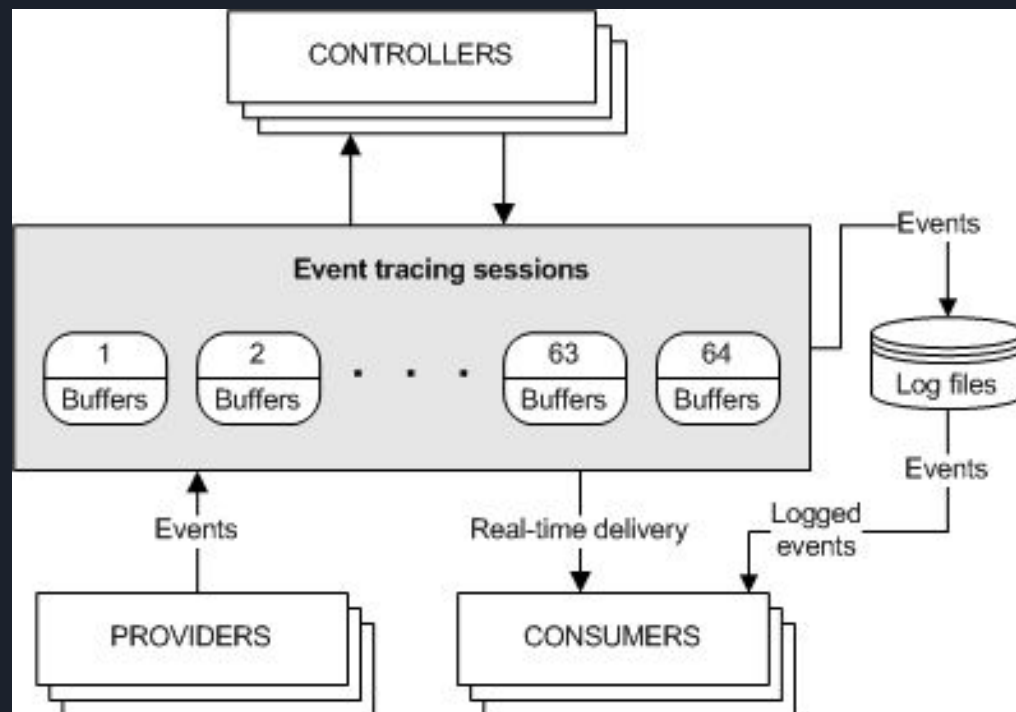 CONTROLLERS
Event tracing sessions
1
Buffers
2
Buffers
. . .
63
Buffers
64
Buffers
Events
Log files
Events
Events
Real-time delivery
Logged
events
PROVIDERS
CONSUMERS